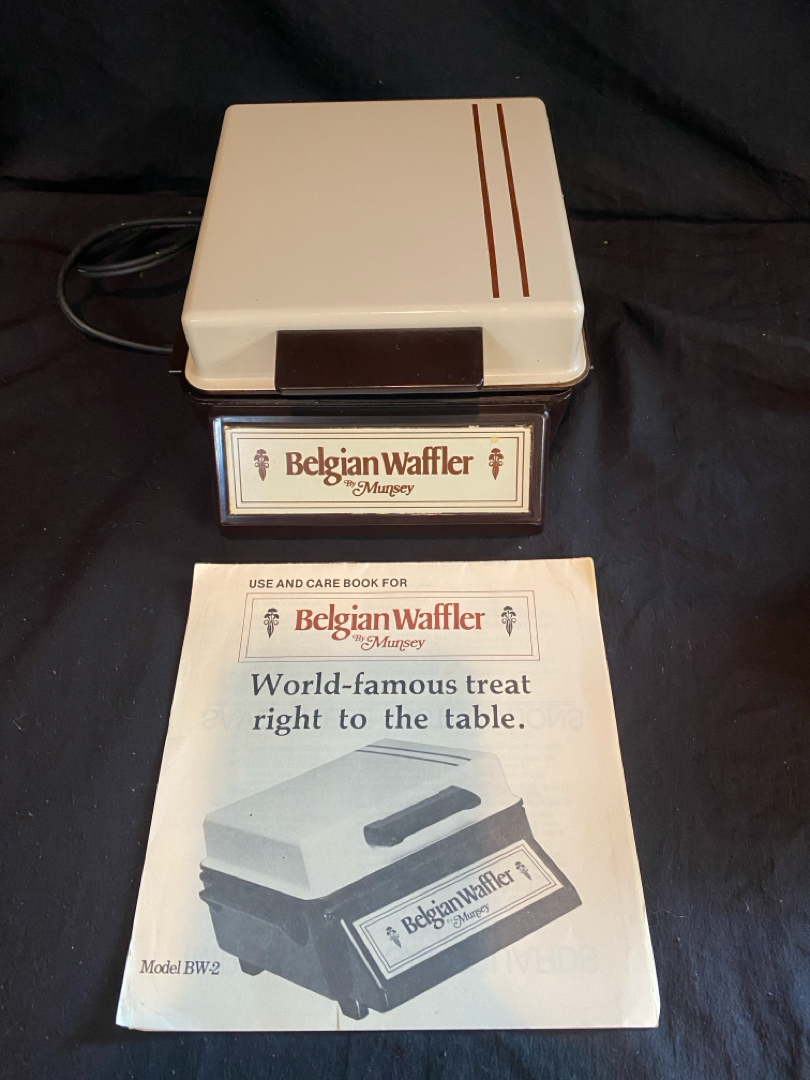 Belgian Waffler
By Munsey
USE AND CARE BOOK FOR
Belgian Waffler
By Munsey
World-famous treat
right to the table.
Belgian Waffler
By Munsey
Model BW-2